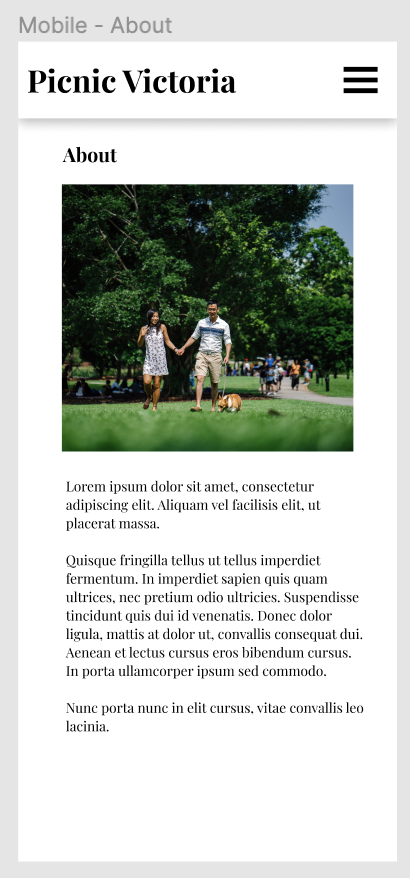 Mobile - About
Picnic Victoria
About
Lorem ipsum dolor sit amet, consectetur
adipiscing elit. Aliquam vel facilisis elit, ut
placerat massa.
Quisque fringilla tellus ut tellus imperdiet
fermentum. In imperdiet sapien quis quam
ultrices, nec pretium odio ultricies. Suspendisse
tincidunt quis dui id venenatis. Donec dolor
ligula, mattis at dolor ut, convallis consequat dui.
Aenean et lectus cursus eros bibendum cursus.
In porta ullamcorper ipsum sed commodo.
Nunc porta nunc in elit cursus, vitae convallis leo
lacinia.